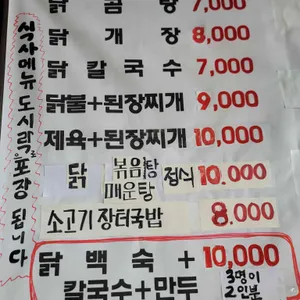 닭 곰 탕 7,000
닭 개 장 8,000
닭 칼 국 수 7,000
닭불+된장찌개 9,000
제육+된장찌개 10,000
닭 볶음탕 매운탕 정식 10,000
소고기 장터국밥 8.000
닭 백 숙 + 10,000
칼국수+만두 3명이 2인분
식사메뉴 도시락으로 포장 됩니다